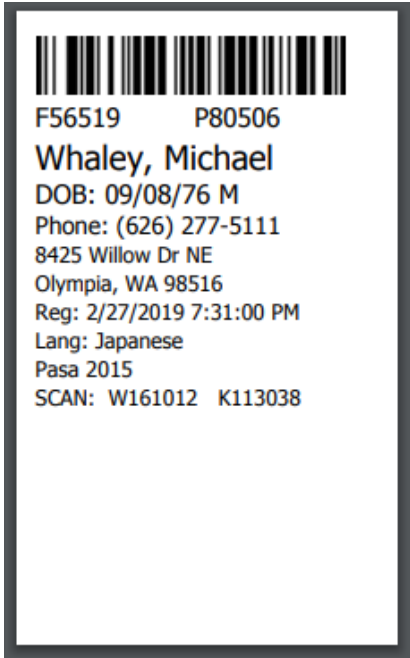 F56519 P80506
Whaley, Michael
DOB: 09/08/76 M
Phone: (626) 277-5111
8425 Willow Dr NE
Olympia, WA 98516
Reg: 2/27/2019 7:31:00 PM
Lang: Japanese
Pasa 2015
SCAN: W161012 K113038